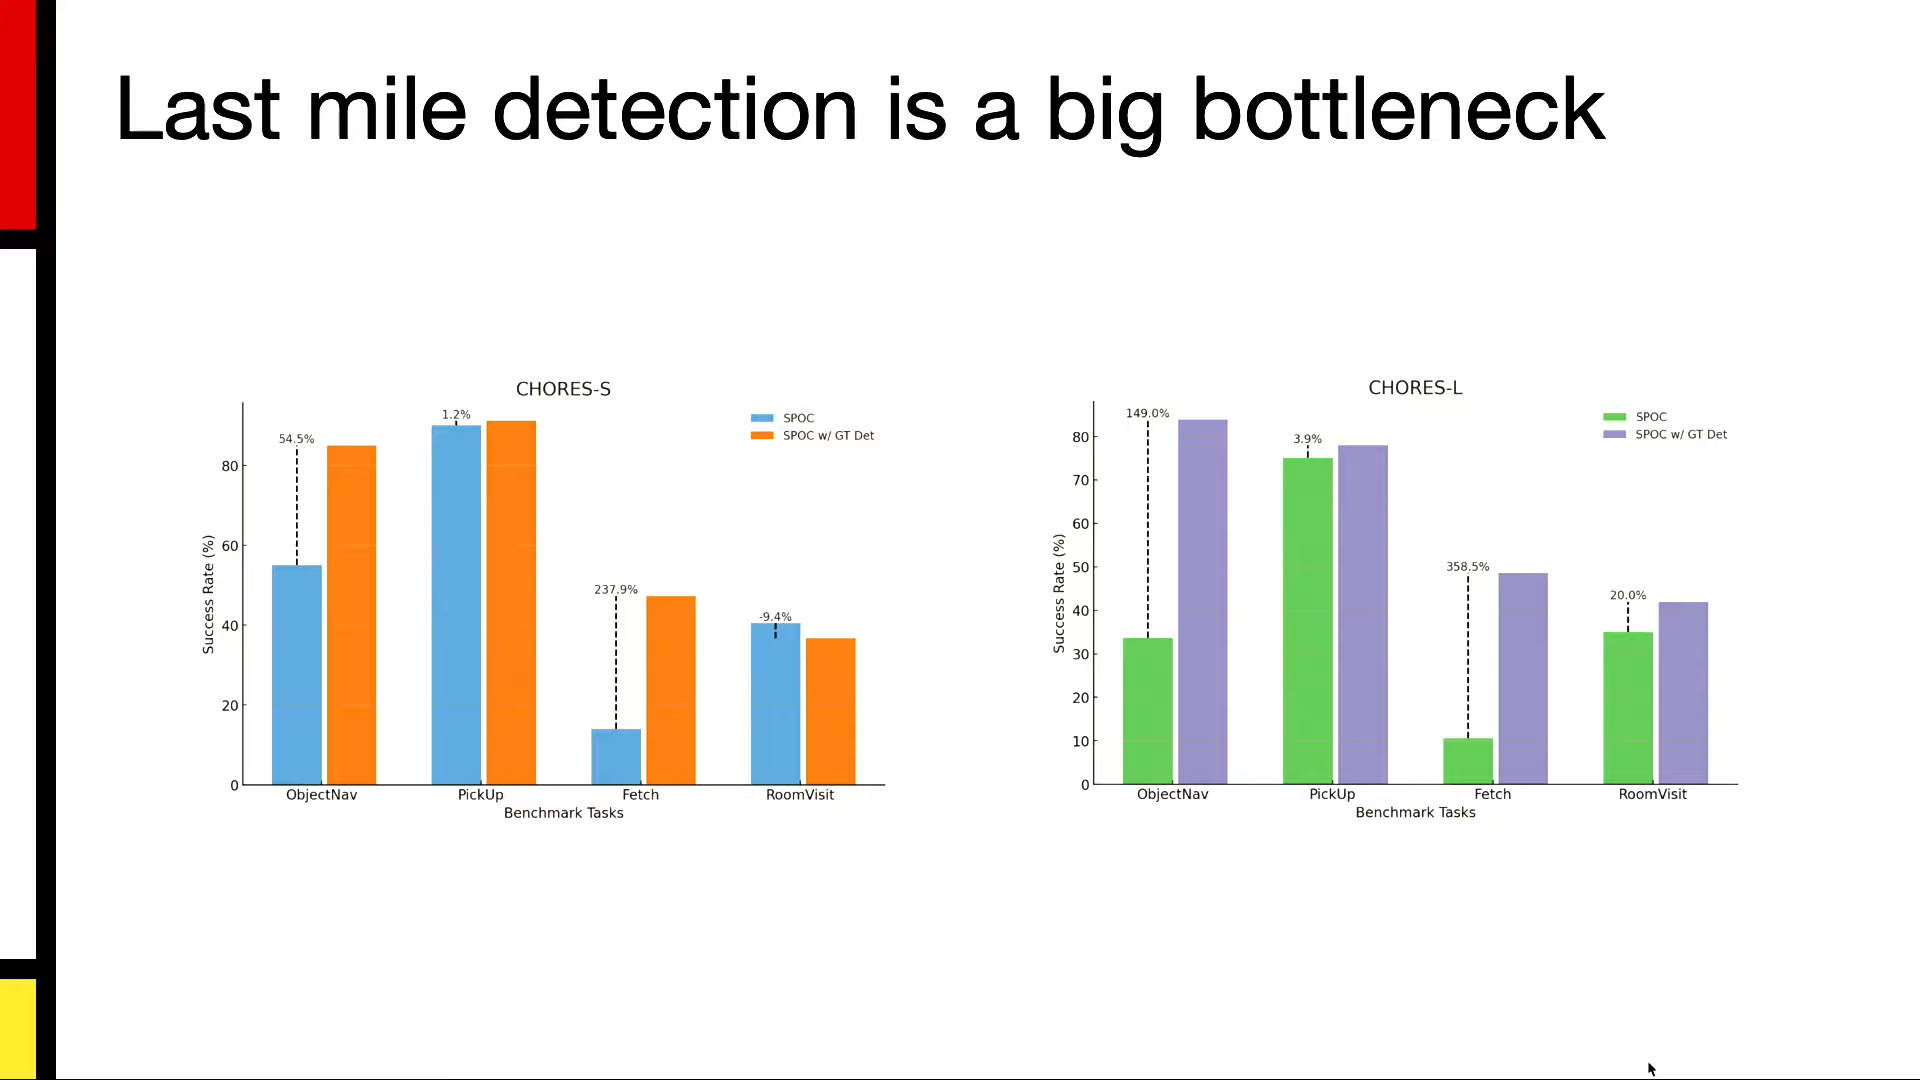 Last mile detection is a big bottleneck
CHORES-S
SPOC
SPOC w/ GT Det
54.5%
1.2%
237.9%
-9.4%
Success Rate (%)
80
60
40
20
0
ObjectNav
PickUp
Fetch
RoomVisit
Benchmark Tasks
CHORES-L
SPOC
SPOC w/ GT Det
149.0%
3.9%
358.5%
20.0%
Success Rate (%)
80
70
60
50
40
30
20
10
0
ObjectNav
PickUp
Fetch
RoomVisit
Benchmark Tasks